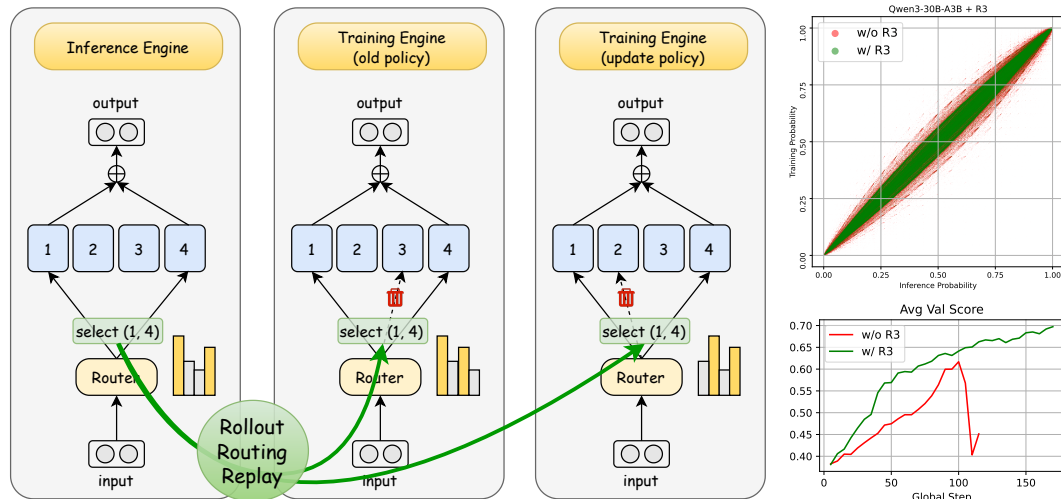 Inference Engine
output
1 2 3 4
select (1, 4)
Router
input
Training Engine
(old policy)
output
1 2 3 4
select (1, 4)
Router
input
Training Engine
(update policy)
output
1 2 3 4
select (1, 4)
Router
input
Rollout
Routing
Replay
Qwen3-30B-A3B + R3
w/o R3
w/ R3
Training Probability
1.00
0.75
0.50
0.25
0.00
0.00 0.25 0.50 0.75 1.00
Inference Probability
Avg Val Score
w/o R3
w/ R3
0.70
0.65
0.60
0.55
0.50
0.45
0.40
0 50 100 150
Global Step